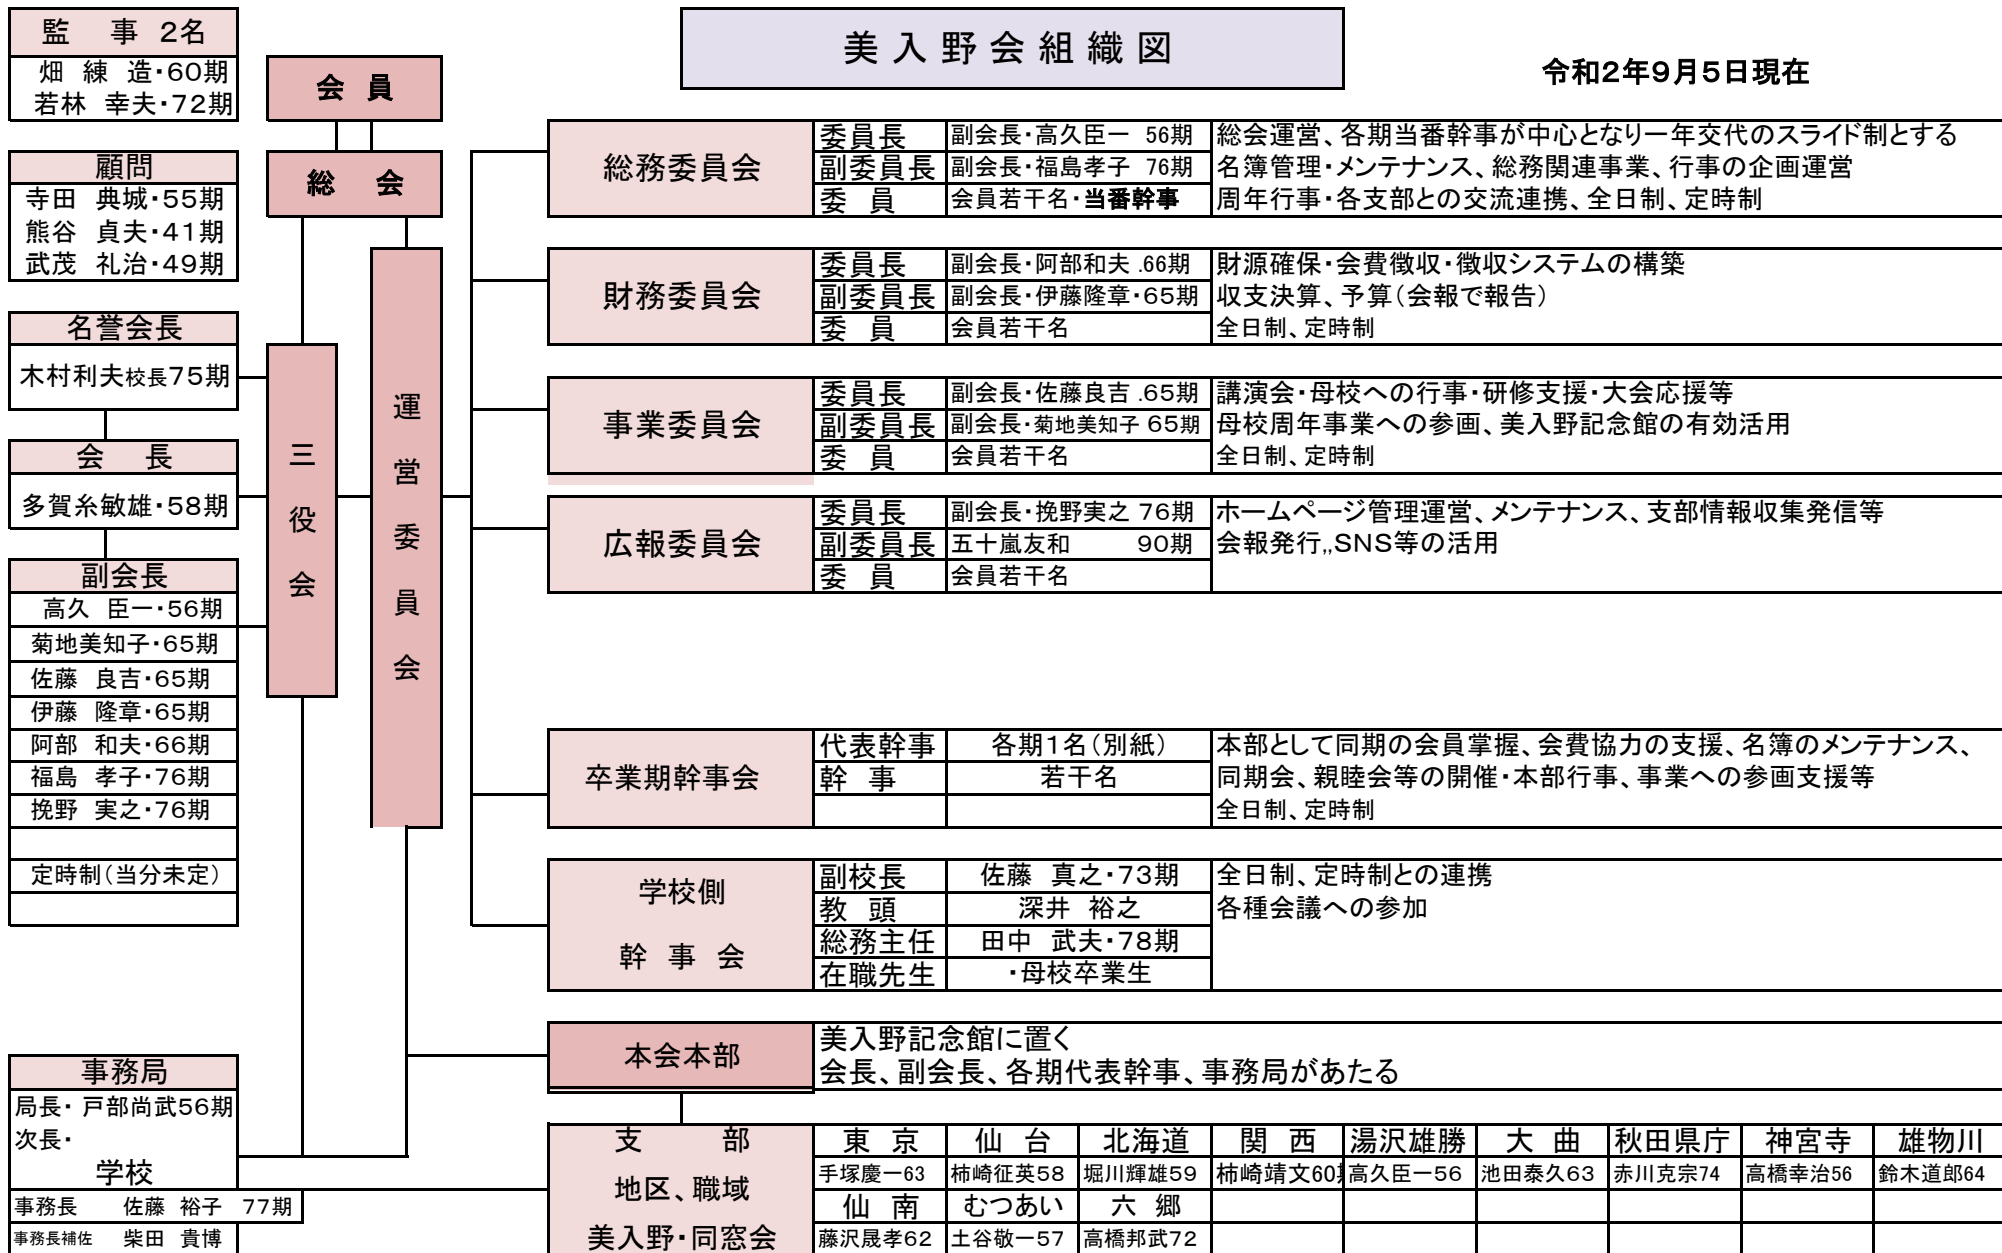 美入野会組織図
令和2年9月5日現在
監　事 2名
畑 練 造・60期
若林 幸夫・72期
顧問
寺田 典城・55期
熊谷 貞夫・41期
武茂 礼治・49期
名誉会長
木村利夫校長75期
会　長
多賀糸敏雄・58期
副会長
高久 臣一・56期
菊地美知子・65期
佐藤 良吉・65期
伊藤 隆章・65期
阿部 和夫・66期
福島 孝子・76期
挽野 実之・76期
定時制(当分未定)
事務局
局長・ 戸部尚武56期
次長・
学校
事務長 佐藤 裕子 77期
事務長補佐 柴田 貴博
会 員
総 会
三役会
運営委員会
総務委員会
委員長 副会長・高久臣一 56期 総会運営、各期当番幹事が中心となり一年交代のスライド制とする
副委員長 副会長・福島孝子 76期 名簿管理・メンテナンス、総務関連事業、行事の企画運営
委 員 会員若干名・当番幹事 周年行事・各支部との交流連携、全日制、定時制
財務委員会
委員長 副会長・阿部和夫 .66期 財源確保・会費徴収・徴収システムの構築
副委員長 副会長・伊藤隆章・65期 収支決算、予算(会報で報告)
委 員 会員若干名 全日制、定時制
事業委員会
委員長 副会長・佐藤良吉 .65期 講演会・母校への行事・研修支援・大会応援等
副委員長 副会長・菊地美知子 65期 母校周年事業への参画、美入野記念館の有効活用
委 員 会員若干名 全日制、定時制
広報委員会
委員長 副会長・挽野実之 76期 ホームページ管理運営、メンテナンス、支部情報収集発信等
副委員長 五十嵐友和 90期 会報発行,,SNS等の活用
委 員 会員若干名
卒業期幹事会
代表幹事 各期1名(別紙) 本部として同期の会員掌握、会費協力の支援、名簿のメンテナンス、
幹 事 若干名 同期会、親睦会等の開催・本部行事、事業への参画支援等
全日制、定時制
学校側
幹 事 会
副校長 佐藤 真之・73期 全日制、定時制との連携
教 頭 深井 裕之 各種会議への参加
総務主任 田中 武夫・78期
在職先生 ・母校卒業生
本会本部
美入野記念館に置く
会長、副会長、各期代表幹事、事務局があたる
支　部
地区、職域
美入野・同窓会
東 京 仙 台 北海道 関 西 湯沢雄勝 大 曲 秋田県庁 神宮寺 雄物川
手塚慶一63 柿崎征英58 堀川輝雄59 柿崎靖文60 高久臣一56 池田泰久63 赤川克宗74 高橋幸治56 鈴木道郎64
仙 南 むつあい 六 郷
藤沢晟孝62 土谷敬一57 高橋邦武72